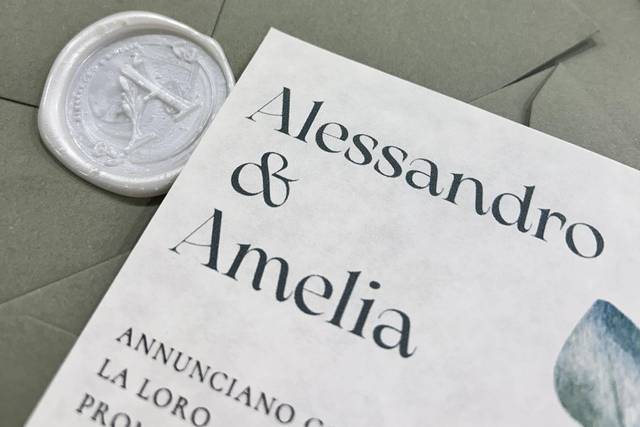 A
Alessandro
&
Amelia
ANNUNCIANO
LA LORO